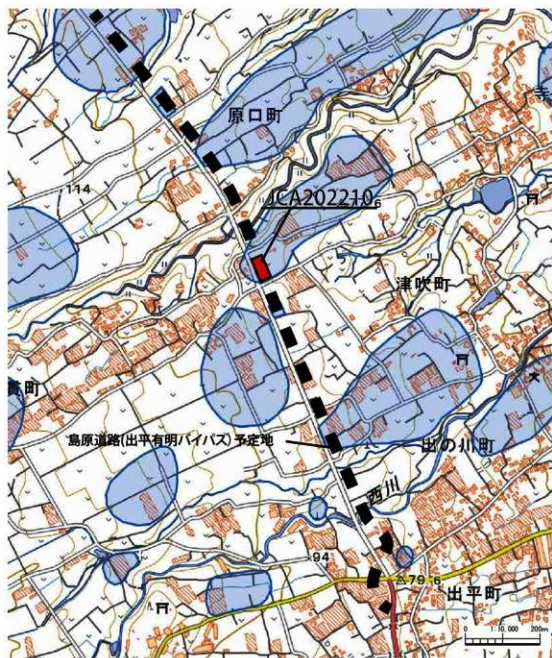 原口町
114
JCA202210
津吹町
島原道路(出平有明バイパス)予定地
出の川町
西川
94
79.6
出平町
1:10,000 200m